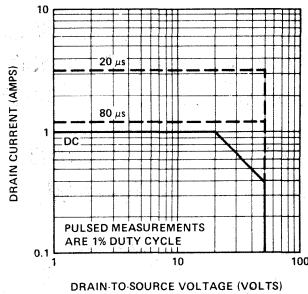 10
20 μs
80 μs
1
DC
PULSED MEASUREMENTS
ARE 1% DUTY CYCLE
0.1
1
10
100
DRAIN CURRENT (AMPS)
DRAIN-TO-SOURCE VOLTAGE (VOLTS)